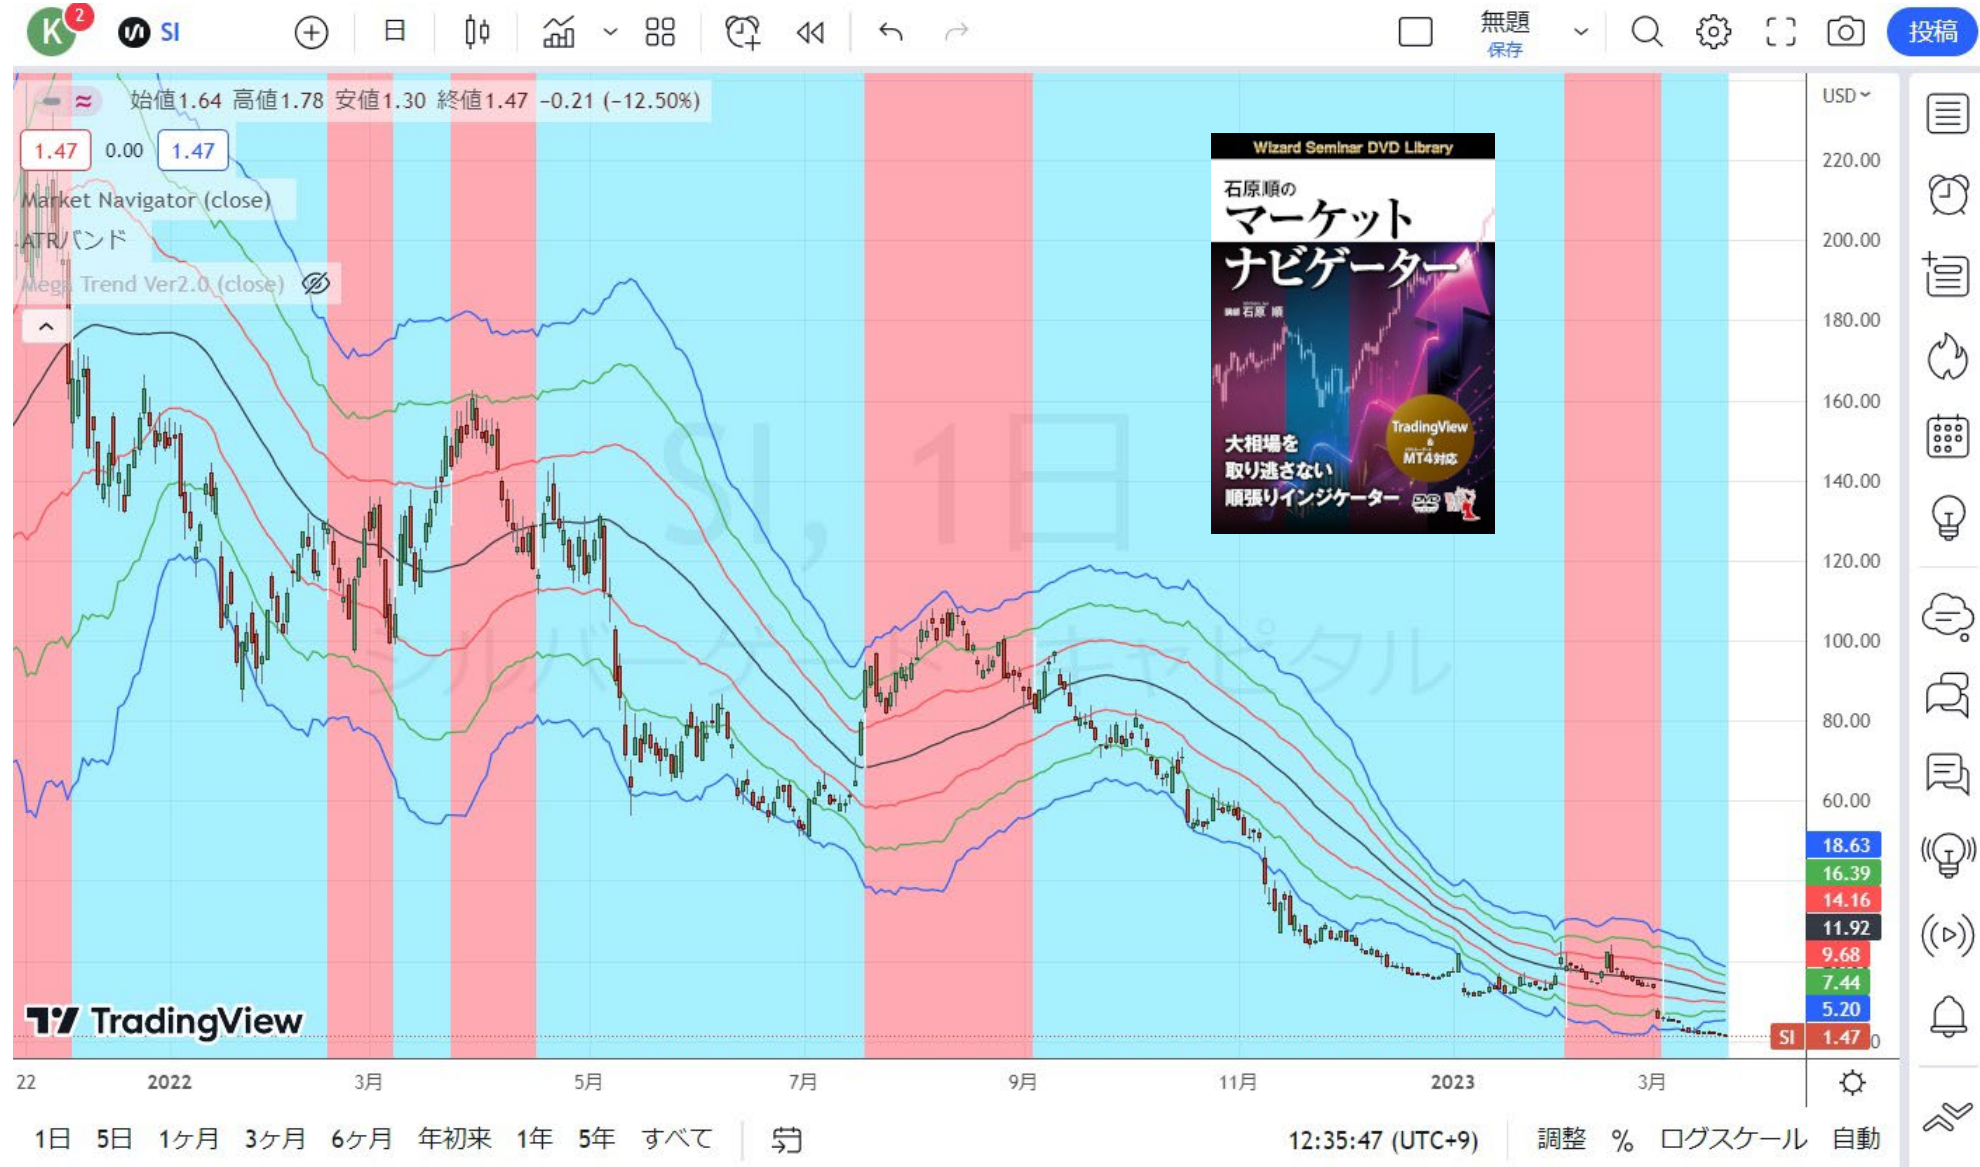 K
2
SI
日
無題
保存
投稿
始値1.64 高値1.78 安値1.30 終値1.47 −0.21 (−12.50%)
1.47 0.00 1.47
Market Navigator (close)
ATRバンド
Mega Trend Ver2.0 (close)
SI, 1日
シルバーゲート・キャピタル
Wizard Seminar DVD Library
石原順の
マーケット
ナビゲーター
講師 石原 順
TradingView
&
MT4対応
大相場を
取り逃さない
順張りインジケーター
DVD
USD
220.00
200.00
180.00
160.00
140.00
120.00
100.00
80.00
60.00
18.63
16.39
14.16
11.92
9.68
7.44
5.20
SI 1.47
0
TradingView
22 2022 3月 5月 7月 9月 11月 2023 3月
1日 5日 1ヶ月 3ヶ月 6ヶ月 年初来 1年 5年 すべて
12:35:47 (UTC+9) 調整 % ログスケール 自動